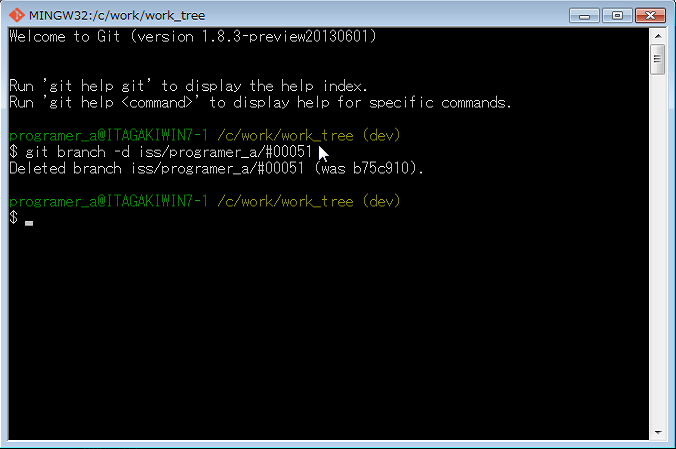 MINGW32:/c/work/work_tree
Welcome to Git (version 1.8.3-preview20130601)
Run 'git help git' to display the help index.
Run 'git help <command>' to display help for specific commands.
programer_a@ITAGAKIWIN7-1 /c/work/work_tree (dev)
$ git branch -d iss/programer_a/#00051
Deleted branch iss/programer_a/#00051 (was b75c910).
programer_a@ITAGAKIWIN7-1 /c/work/work_tree (dev)
$